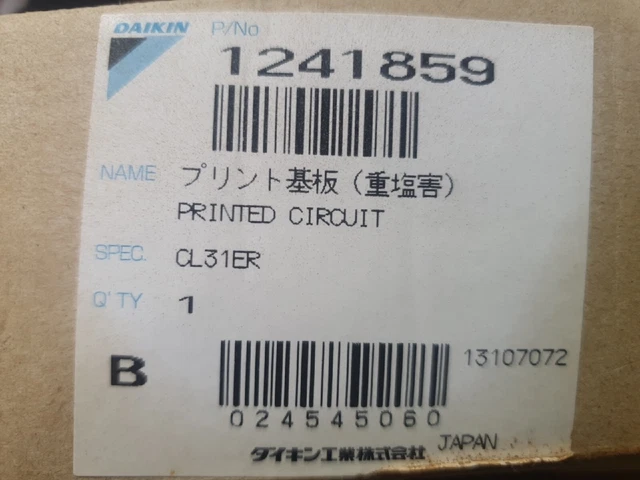 DAIKIN P/No
1241859
NAME プリント基板（重塩害）
PRINTED CIRCUIT
SPEC. CL31ER
Q'TY 1
B 13107072
024545060
ダイキン工業株式会社 JAPAN